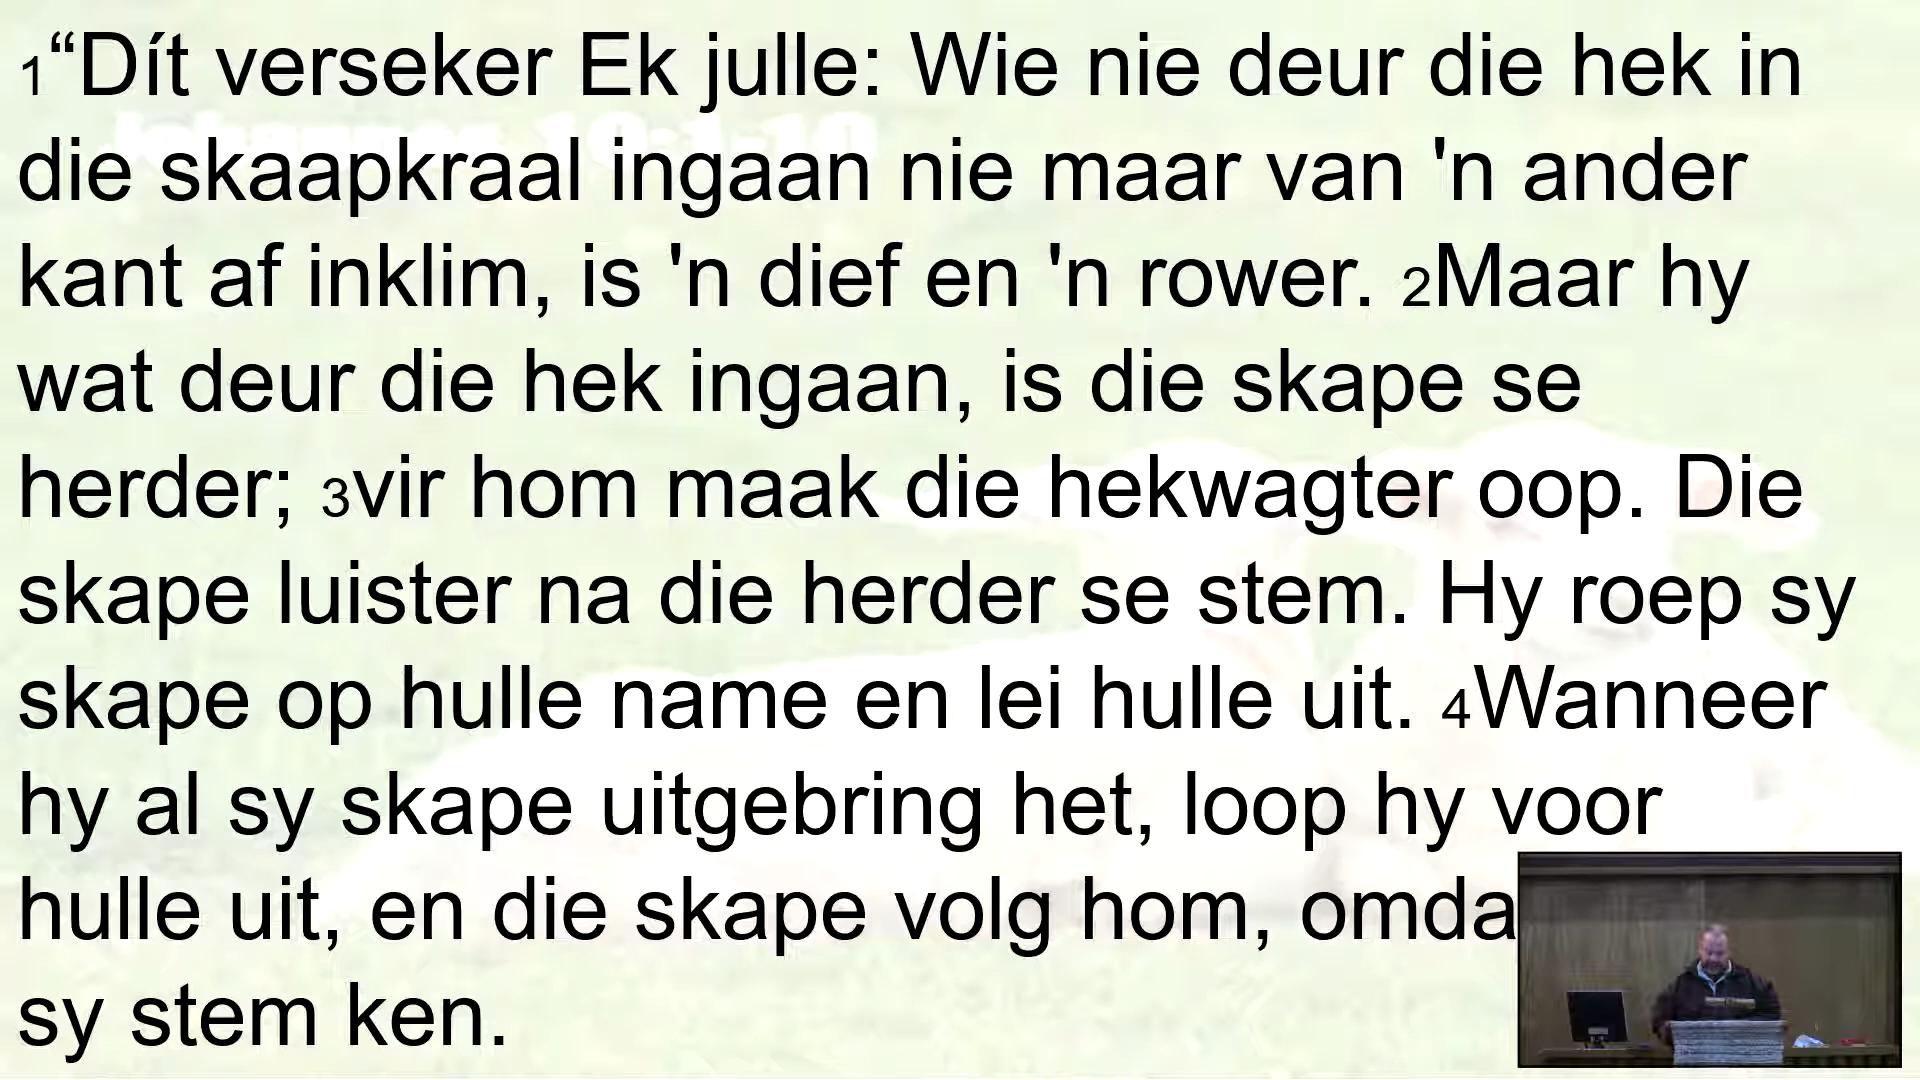 1“Dít verseker Ek julle: Wie nie deur die hek in
die skaapkraal ingaan nie maar van 'n ander
kant af inklim, is 'n dief en 'n rower. 2Maar hy
wat deur die hek ingaan, is die skape se
herder; 3vir hom maak die hekwagter oop. Die
skape luister na die herder se stem. Hy roep sy
skape op hulle name en lei hulle uit. 4Wanneer
hy al sy skape uitgebring het, loop hy voor
hulle uit, en die skape volg hom, omda
sy stem ken.